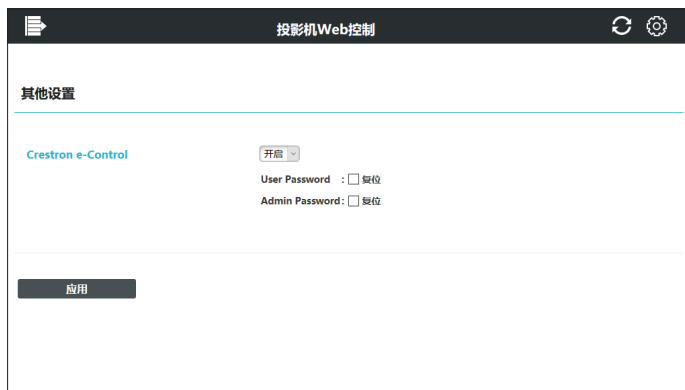 投影机Web控制
其他设置
Crestron e-Control 开启
User Password : 复位
Admin Password: 复位
应用